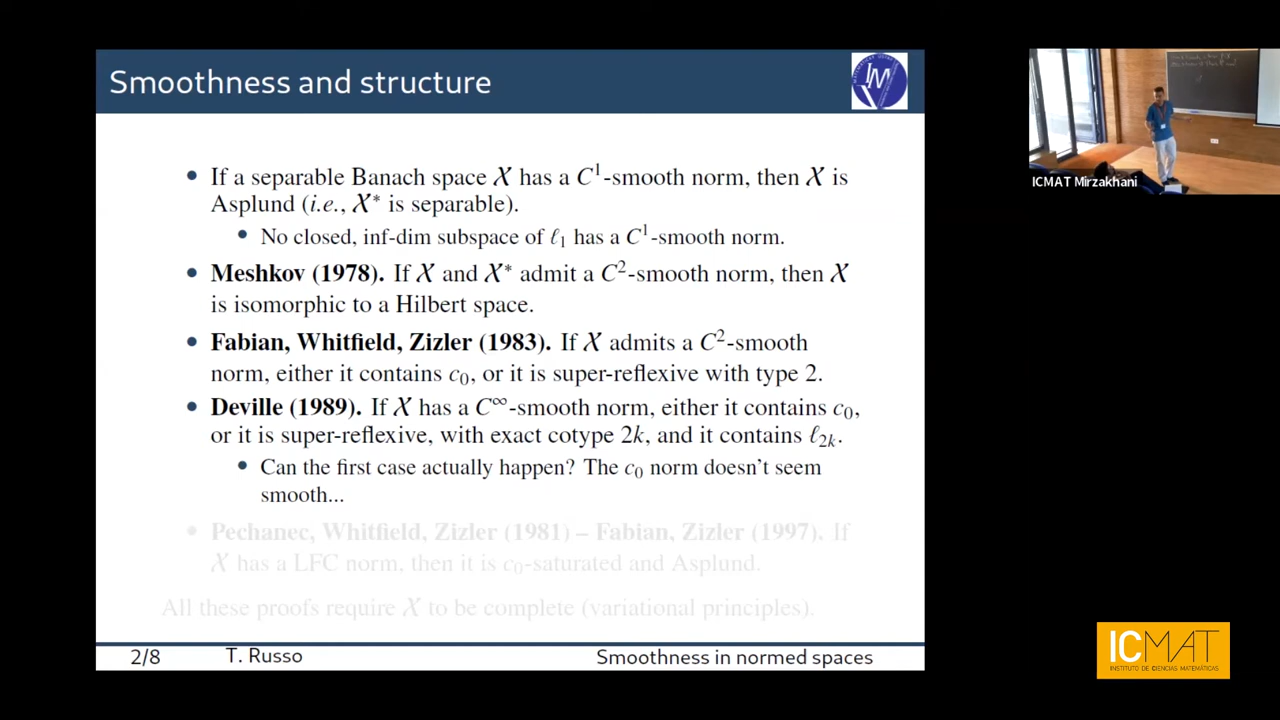 Smoothness and structure
• If a separable Banach space X has a C¹-smooth norm, then X is
Asplund (i.e., X* is separable).
• No closed, inf-dim subspace of ℓ₁ has a C¹-smooth norm.
• Meshkov (1978). If X and X* admit a C²-smooth norm, then X
is isomorphic to a Hilbert space.
• Fabian, Whitfield, Zizler (1983). If X admits a C²-smooth
norm, either it contains c₀, or it is super-reflexive with type 2.
• Deville (1989). If X has a C∞-smooth norm, either it contains c₀,
or it is super-reflexive, with exact cotype 2k, and it contains ℓ₂ₖ.
• Can the first case actually happen? The c₀ norm doesn't seem
smooth...
• Pechanec, Whitfield, Zizler (1981) – Fabian, Zizler (1997). If
X has a LFC norm, then it is c₀-saturated and Asplund.
All these proofs require X to be complete (variational principles).
2/8 T. Russo Smoothness in normed spaces
ICMAT Mirzakhani
ICMAT
INSTITUTO DE CIENCIAS MATEMÁTICAS